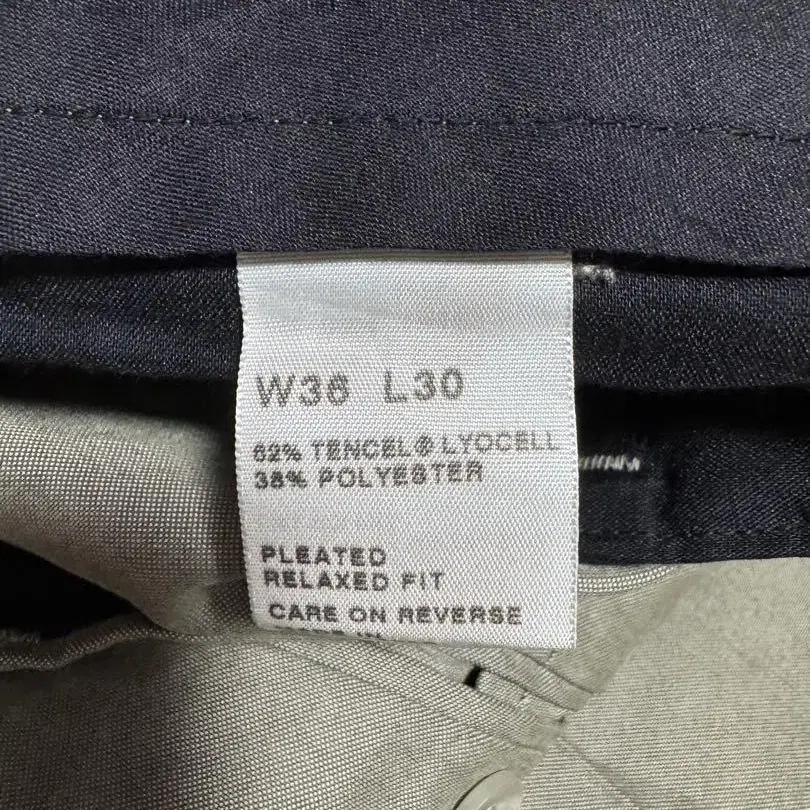 W36 L30
62% TENCEL® LYOCELL
38% POLYESTER
PLEATED
RELAXED FIT
CARE ON REVERSE